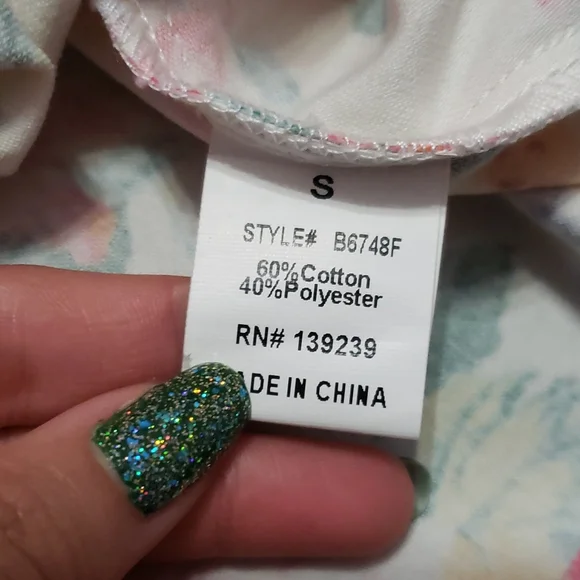 S
STYLE# B6748F
60%Cotton
40%Polyester
RN# 139239
ADE IN CHINA